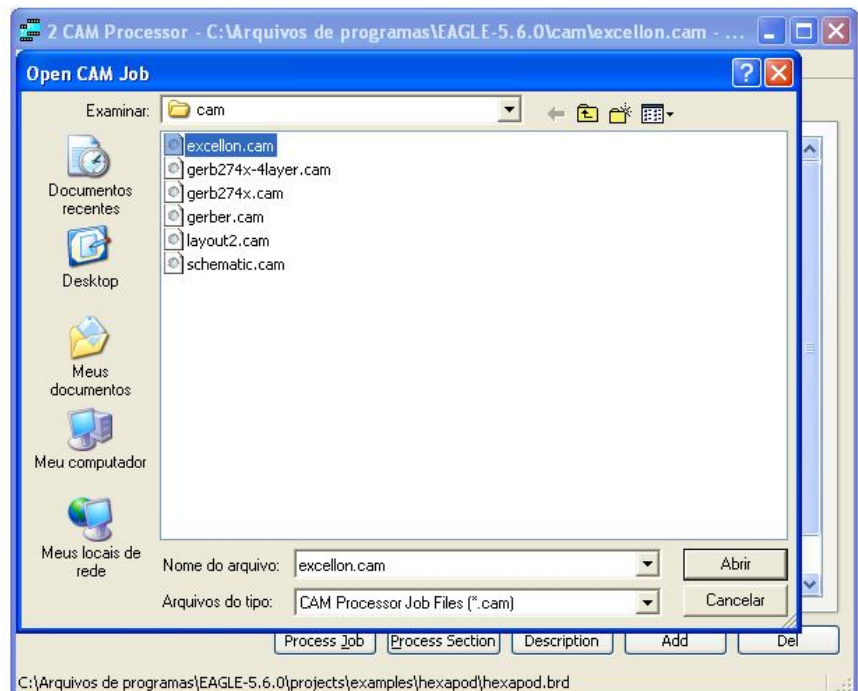 2 CAM Processor - C:\Arquivos de programas\EAGLE-5.6.0\cam\excellon.cam - ...
Open CAM Job
Examinar:
cam
excellon.cam
gerb274x-4layer.cam
gerb274x.cam
gerber.cam
layout2.cam
schematic.cam
Documentos
recentes
Desktop
Meus
documentos
Meu computador
Meus locais de
rede
Nome do arquivo:
excellon.cam
Abrir
Arquivos do tipo:
CAM Processor Job Files (*.cam)
Cancelar
Process Job
Process Section
Description
Add
Del
C:\Arquivos de programas\EAGLE-5.6.0\projects\examples\hexapod\hexapod.brd